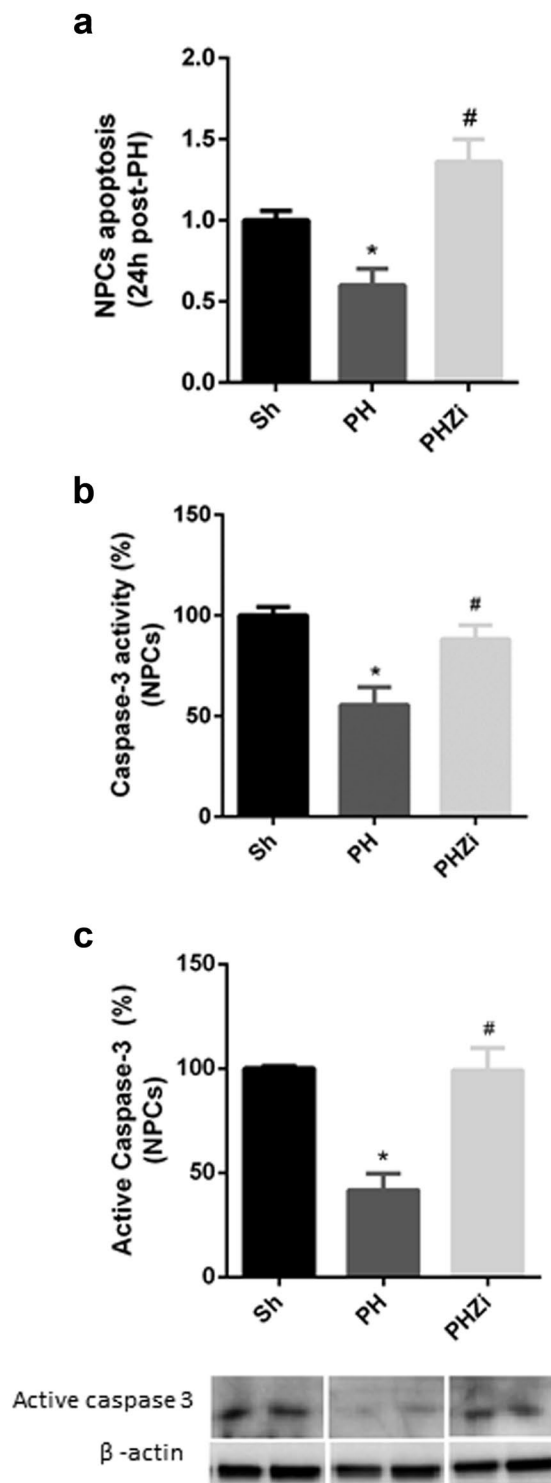 a
NPCs apoptosis
(24h post-PH)
2.0
1.5
1.0
0.5
0.0
*
#
Sh
PH
PHZi
b
Caspase-3 activity (%)
(NPCs)
150
100
50
0
*
#
Sh
PH
PHZi
c
Active Caspase-3 (%)
(NPCs)
150
100
50
0
*
#
Sh
PH
PHZi
Active caspase 3
β -actin